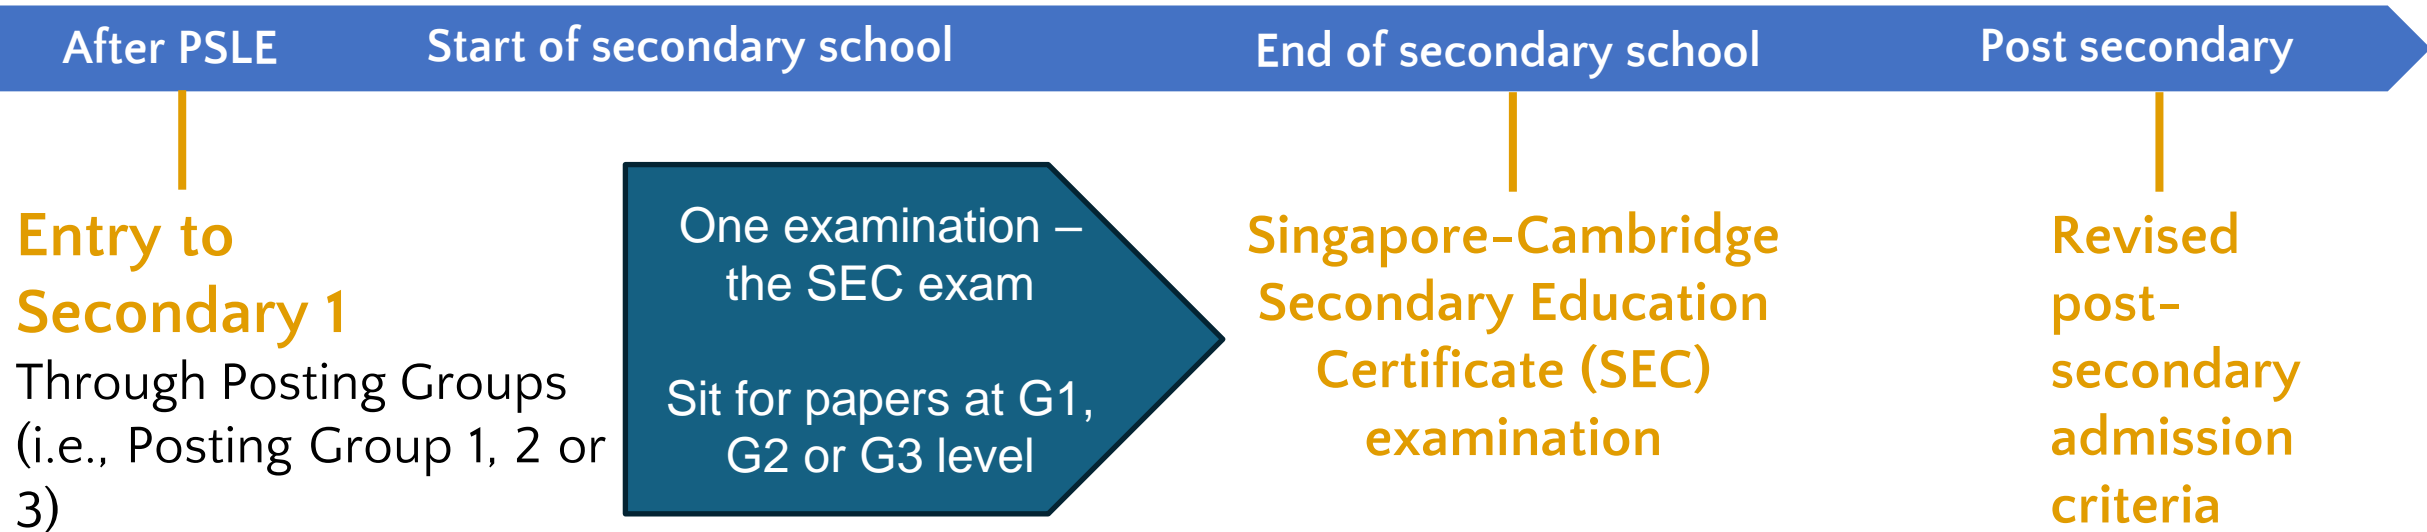 After PSLE
Start of secondary school
End of secondary school
Post secondary
Entry to
Secondary 1
Through Posting Groups
(i.e., Posting Group 1, 2 or
3)
One examination –
the SEC exam
Sit for papers at G1,
G2 or G3 level
Singapore-Cambridge
Secondary Education
Certificate (SEC)
examination
Revised
post-
secondary
admission
criteria